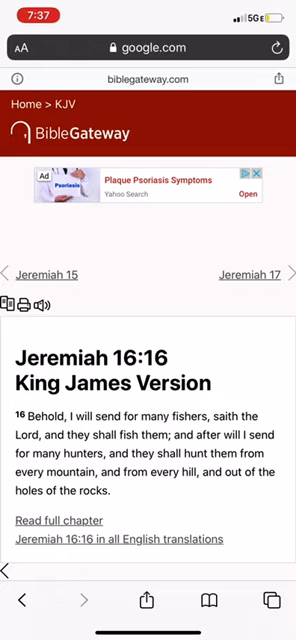 7:37
5GE
AA
google.com
biblegateway.com
Home > KJV
BibleGateway
Ad
Psoriasis
Plaque Psoriasis Symptoms
Yahoo Search
Open
Jeremiah 15
Jeremiah 17
Jeremiah 16:16
King James Version
16 Behold, I will send for many fishers, saith the
Lord, and they shall fish them; and after will I send
for many hunters, and they shall hunt them from
every mountain, and from every hill, and out of the
holes of the rocks.
Read full chapter
Jeremiah 16:16 in all English translations